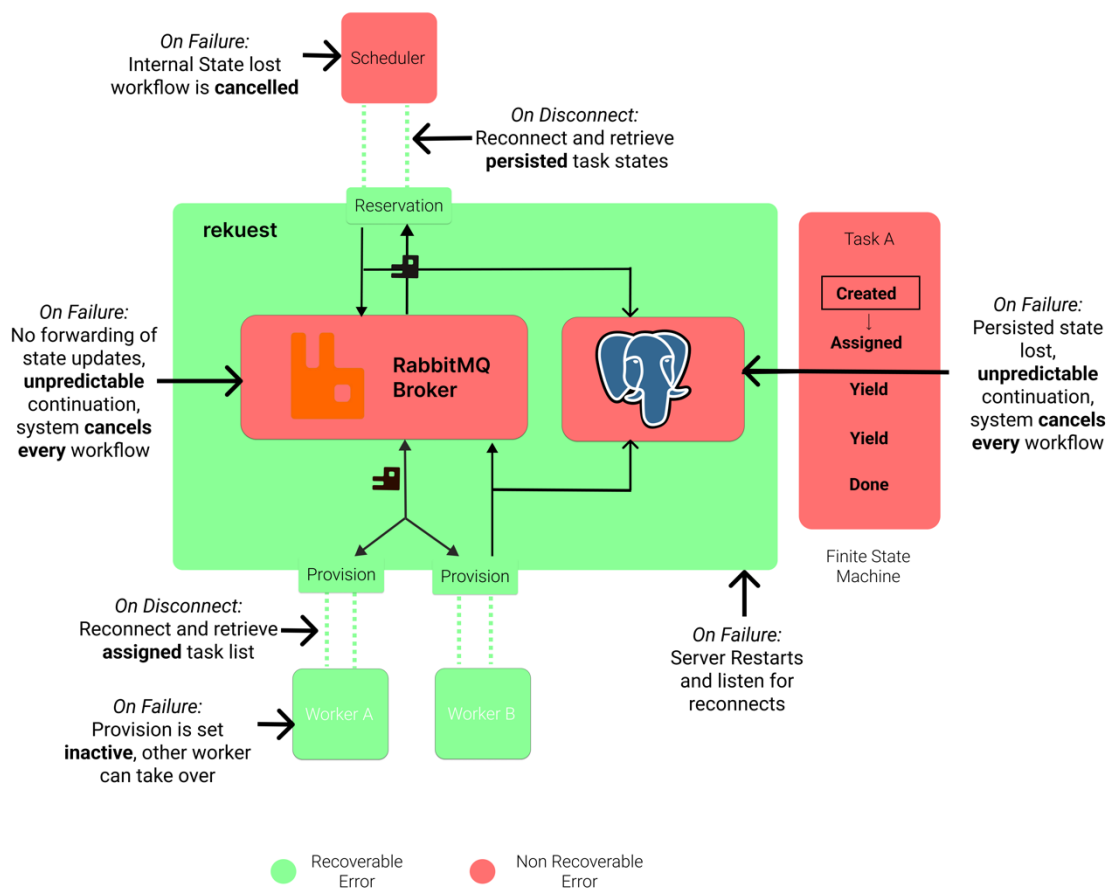 On Failure:
Internal State lost
workflow is cancelled
Scheduler
On Disconnect:
Reconnect and retrieve
persisted task states
Reservation
rekuest
Task A
Created
Assigned
Yield
Yield
Done
Finite State
Machine
On Failure:
No forwarding of
state updates,
unpredictable
continuation,
system cancels
every workflow
RabbitMQ
Broker
On Failure:
Persisted state
lost,
unpredictable
continuation,
system cancels
every workflow
Provision
Provision
On Disconnect:
Reconnect and retrieve
assigned task list
On Failure:
Server Restarts
and listen for
reconnects
On Failure:
Provision is set
inactive, other worker
can take over
Worker A
Worker B
Recoverable
Error
Non Recoverable
Error